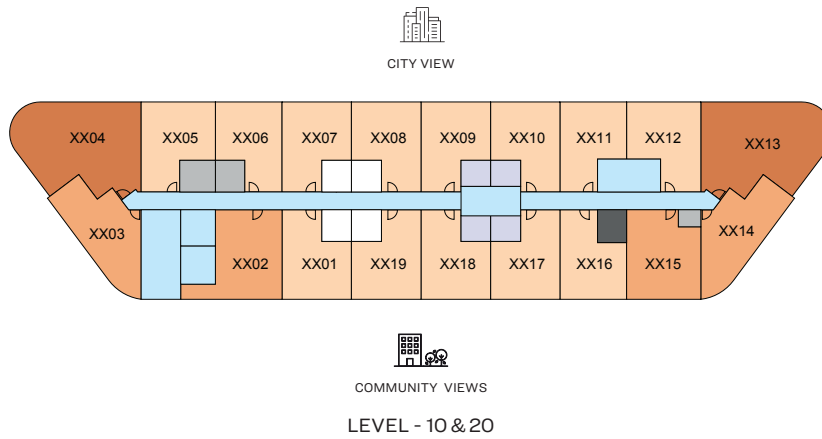 CITY VIEW
XX04
XX05
XX06
XX07
XX08
XX09
XX10
XX11
XX12
XX13
XX03
XX02
XX01
XX19
XX18
XX17
XX16
XX15
XX14
COMMUNITY VIEWS
LEVEL - 10 & 20